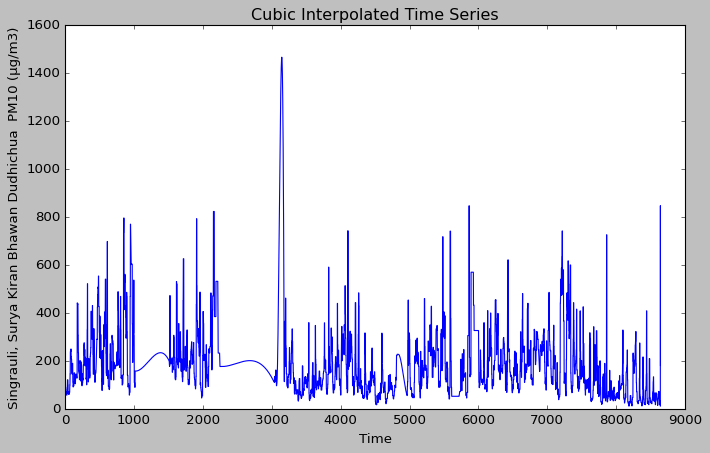 Cubic Interpolated Time Series
1600
1400
1200
1000
800
600
400
200
0
Singrauli, Surya Kiran Bhawan Dudhichua  PM10 (µg/m3)
0 1000 2000 3000 4000 5000 6000 7000 8000 9000
Time